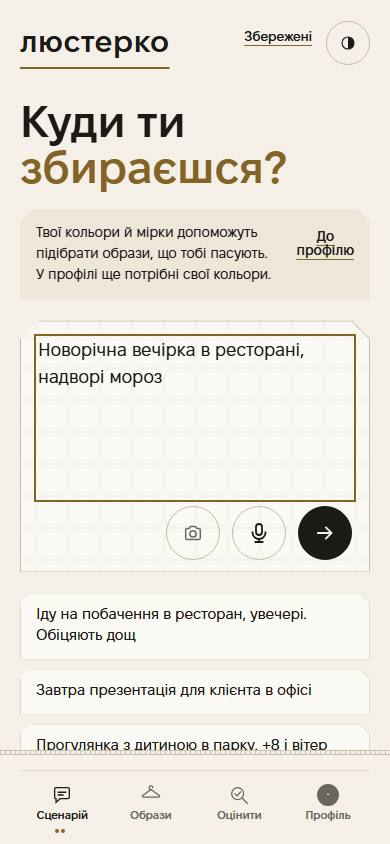 люстерко
Збережені
Куди ти
збираєшся?
Твої кольори й мірки допоможуть
підібрати образи, що тобі пасують.
У профілі ще потрібні свої кольори.
До
профілю
Новорічна вечірка в ресторані,
надворі мороз
Іду на побачення в ресторан, увечері.
Обіцяють дощ
Завтра презентація для клієнта в офісі
Прогулянка з дитиною в парку, +8 і вітер
Сценарій
Образи
Оцінити
Профіль